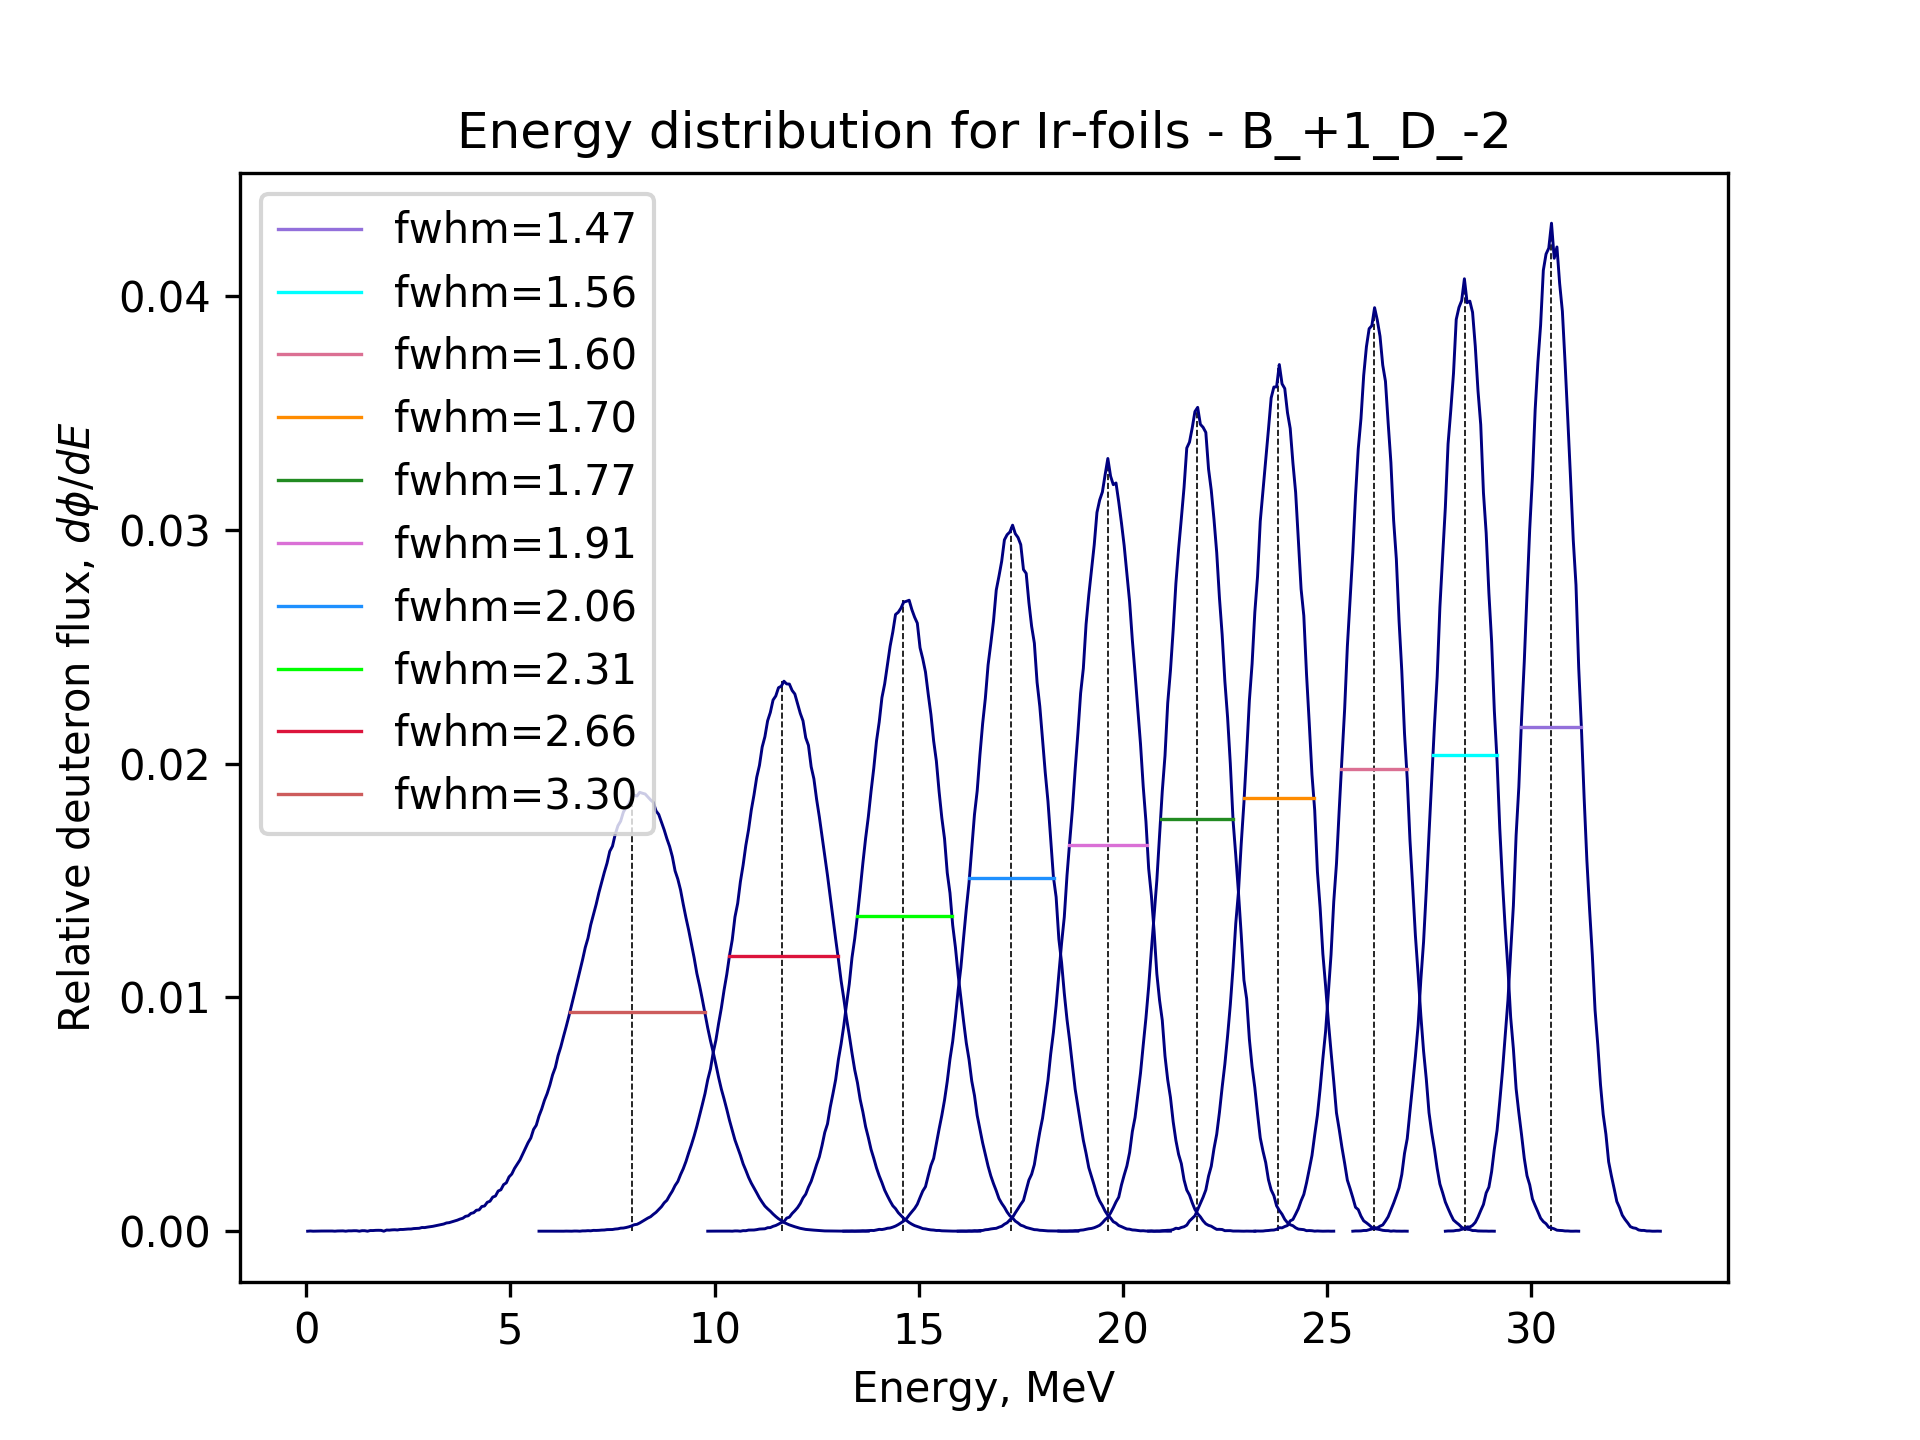 Energy distribution for Ir-foils - B_+1_D_-2
fwhm=1.47
fwhm=1.56
fwhm=1.60
fwhm=1.70
fwhm=1.77
fwhm=1.91
fwhm=2.06
fwhm=2.31
fwhm=2.66
fwhm=3.30
Relative deuteron flux, dϕ/dE
0.04
0.03
0.02
0.01
0.00
0 5 10 15 20 25 30
Energy, MeV